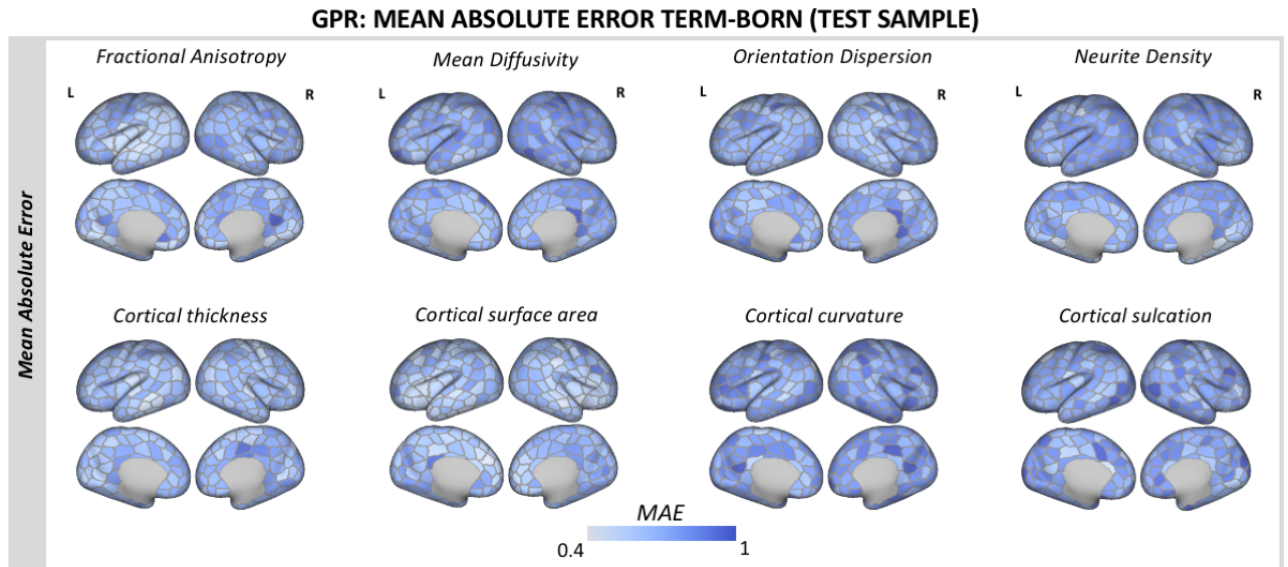 GPR: MEAN ABSOLUTE ERROR TERM-BORN (TEST SAMPLE)
Mean Absolute Error
Fractional Anisotropy
Mean Diffusivity
Orientation Dispersion
Neurite Density
L R L R L R L R
Cortical thickness
Cortical surface area
Cortical curvature
Cortical sulcation
MAE
0.4 1